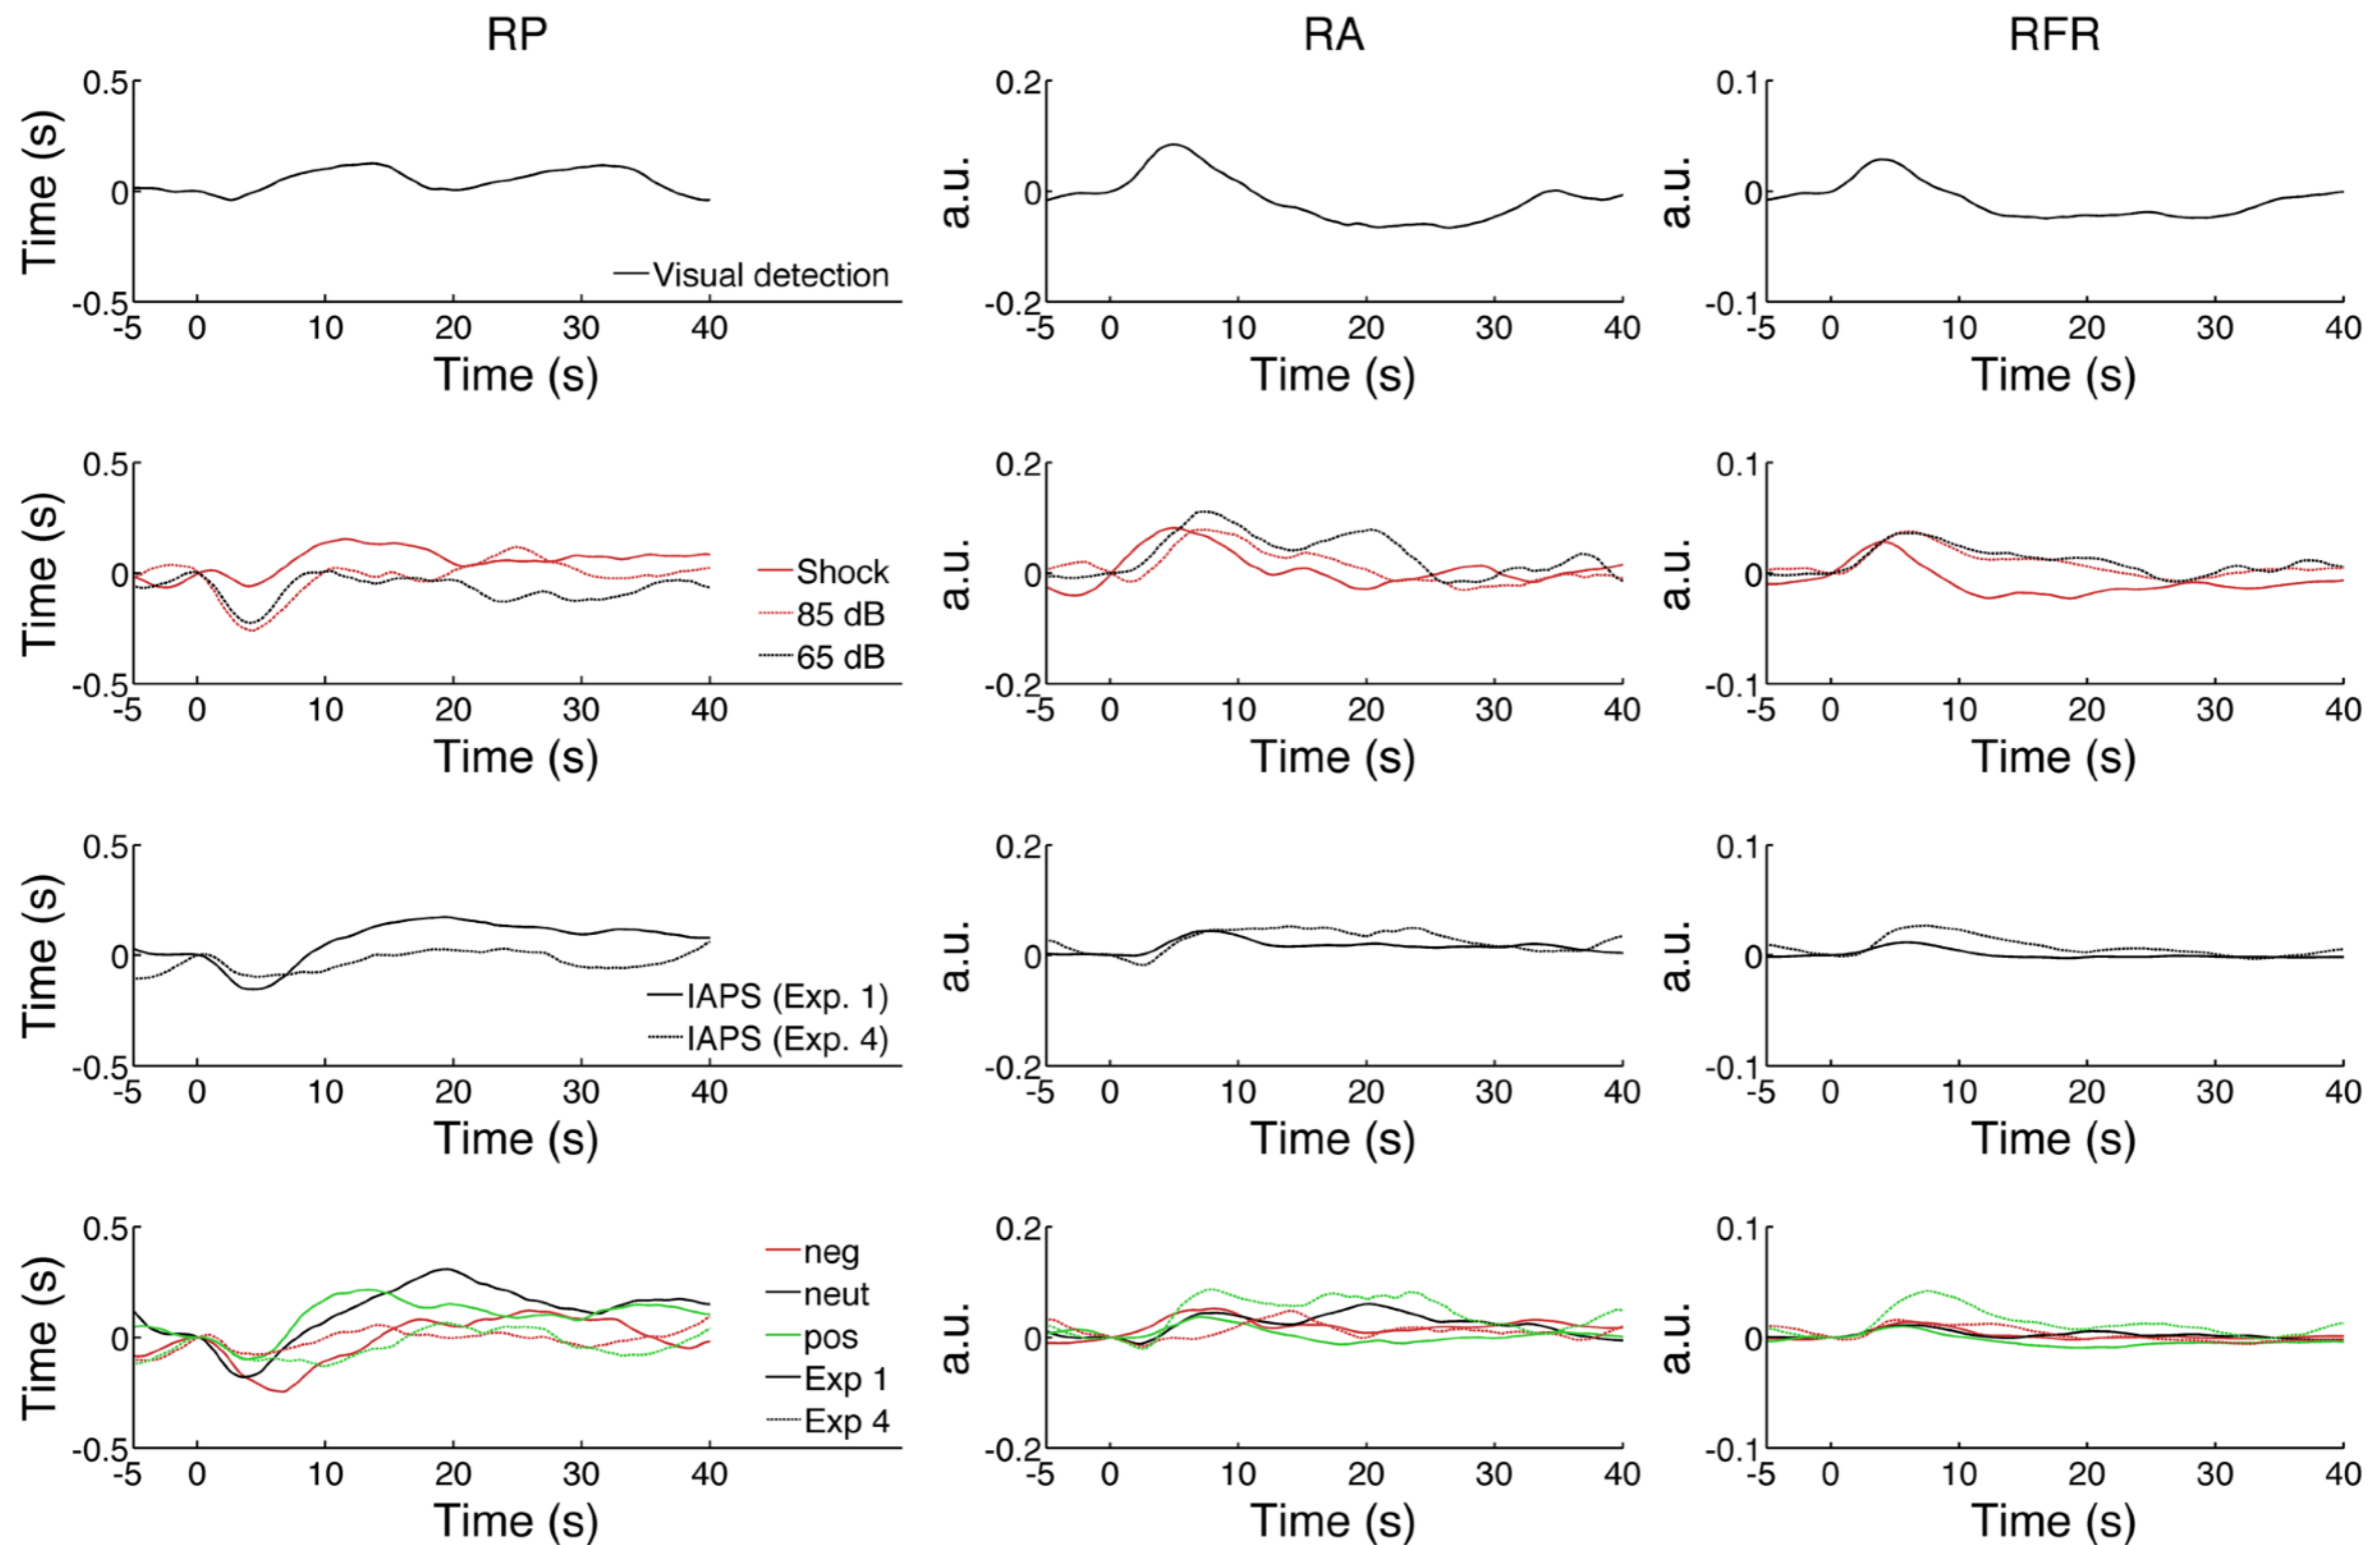 RP RA RFR
0.5 0.2 0.1
Time (s) a.u. a.u.
0 0 0
Visual detection
-0.5 -0.2 -0.1
-5 0 10 20 30 40 -5 0 10 20 30 40 -5 0 10 20 30 40
Time (s) Time (s) Time (s)
0.5 0.2 0.1
Time (s) a.u. a.u.
0 0 0
Shock
85 dB
65 dB
-0.5 -0.2 -0.1
-5 0 10 20 30 40 -5 0 10 20 30 40 -5 0 10 20 30 40
Time (s) Time (s) Time (s)
0.5 0.2 0.1
Time (s) a.u. a.u.
0 0 0
IAPS (Exp. 1)
IAPS (Exp. 4)
-0.5 -0.2 -0.1
-5 0 10 20 30 40 -5 0 10 20 30 40 -5 0 10 20 30 40
Time (s) Time (s) Time (s)
0.5 0.2 0.1
neg
neut
Time (s) a.u. a.u.
0 pos 0 0
Exp 1
Exp 4
-0.5 -0.2 -0.1
-5 0 10 20 30 40 -5 0 10 20 30 40 -5 0 10 20 30 40
Time (s) Time (s) Time (s)